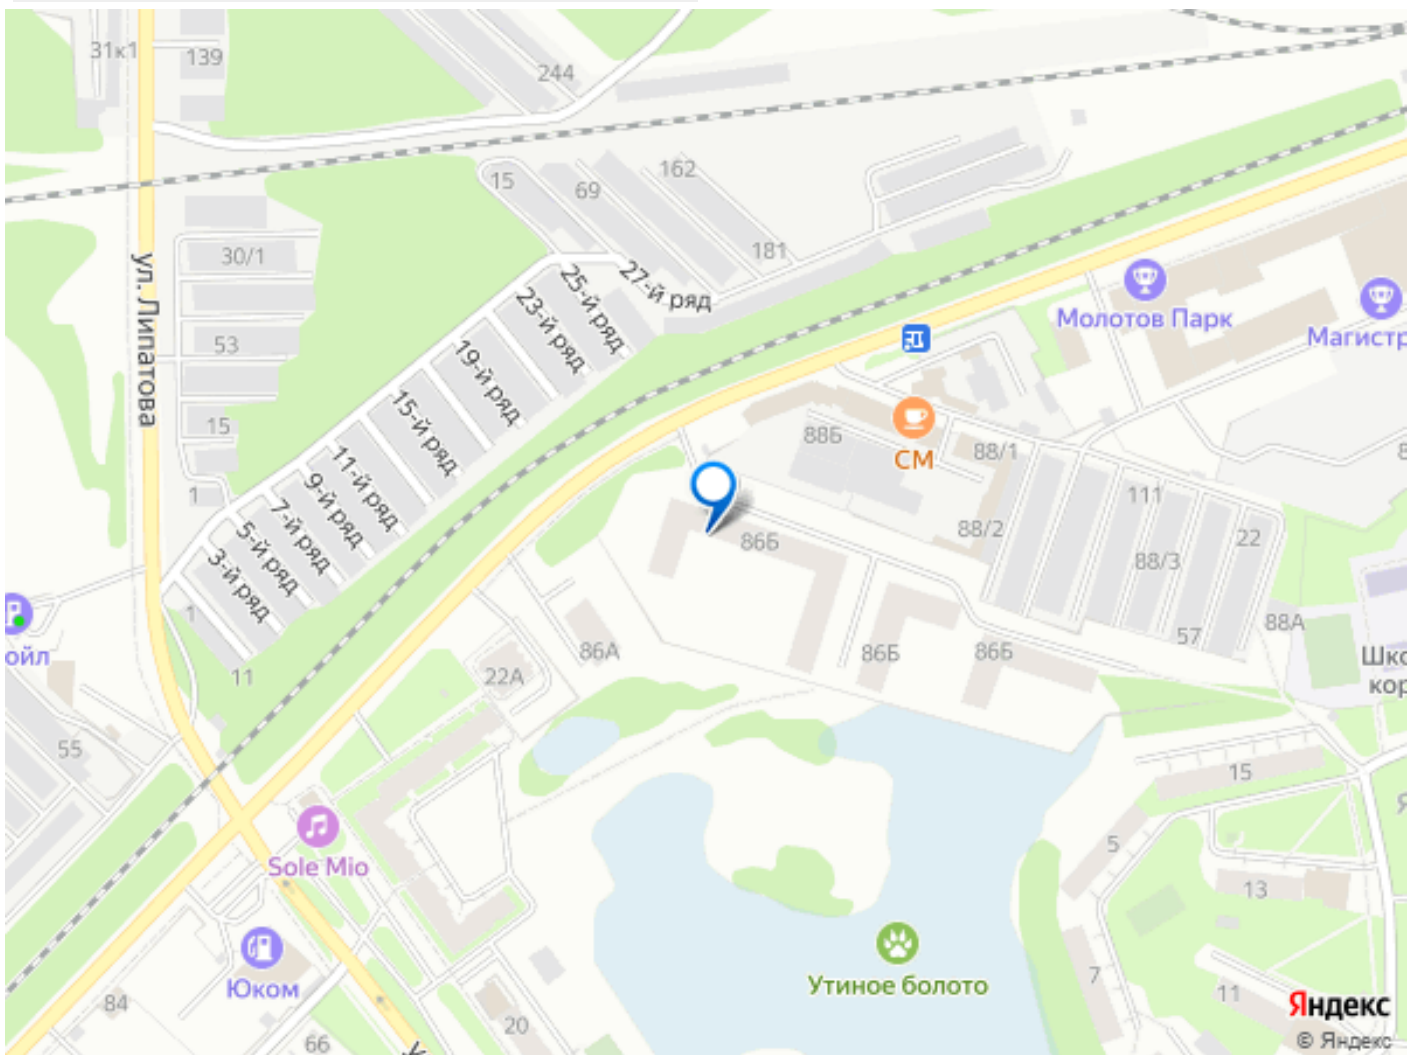 31к1
139
244
15
69
162
181
30/1
ул. Липатова
53
15
1
27-й ряд
25-й ряд
23-й ряд
19-й ряд
15-й ряд
11-й ряд
9-й ряд
7-й ряд
5-й ряд
3-й ряд
1
11
Молотов Парк
Магистр
88Б
СМ
88/1
111
22
88/2
88/3
57
88А
86Б
86Б
86Б
86А
22А
ойл
55
Шко
кор
15
5
13
7
11
Sole Mio
Юком
84
66
20
Утиное болото
Яндекс
© Яндекс